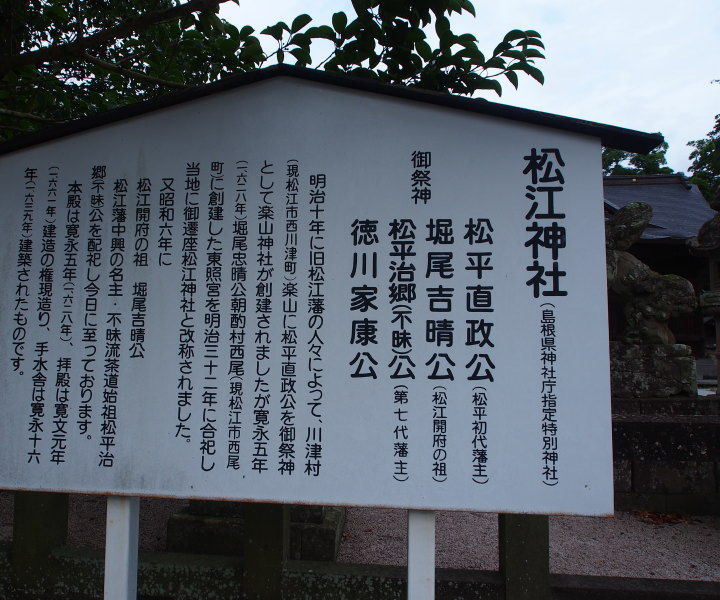 松江神社(島根県神社庁指定特別神社)
御祭神
松平直政公(松平初代藩主)
堀尾吉晴公(松江開府の祖)
松平治郷(不昧)公(第七代藩主)
徳川家康公
明治十年に旧松江藩の人々によって、川津村
(現松江市西川津町)楽山に松平直政公を御祭神
として楽山神社が創建されましたが寛永五年
(一六二八年)堀尾忠晴公朝酌村西尾(現松江市西尾
町)に創建した東照宮を明治三十二年に合祀し
当地に御遷座松江神社と改称されました。
又昭和六年に
松江開府の祖 堀尾吉晴公
松江藩中興の名主・不昧流茶道始祖松平治
郷(不昧)公を配祀し今日に至っております。
本殿は寛永五年(一六二八年)、拝殿は寛文元年
(一六六一年)建造の権現造り、手水舎は寛永十六
年(一六三九年)建築されたものです。